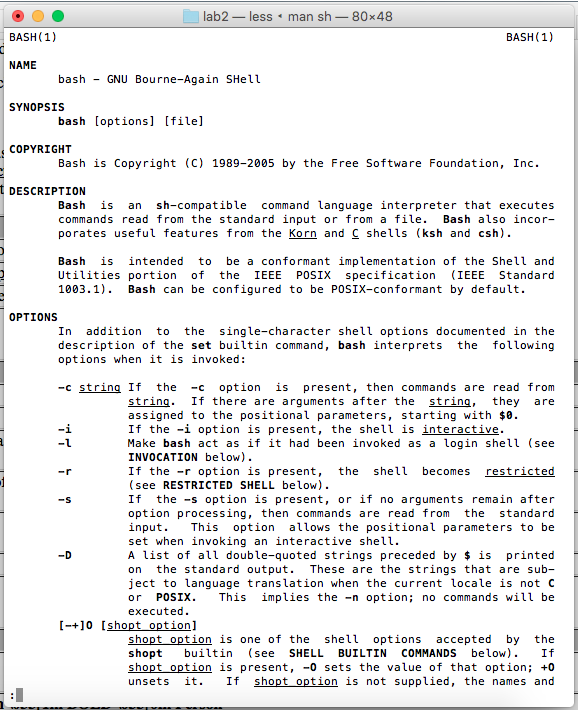 lab2 — less • man sh — 80×48
BASH(1) BASH(1)
NAME
bash - GNU Bourne-Again SHell
SYNOPSIS
bash [options] [file]
COPYRIGHT
Bash is Copyright (C) 1989-2005 by the Free Software Foundation, Inc.
DESCRIPTION
Bash is an sh-compatible command language interpreter that executes
commands read from the standard input or from a file. Bash also incor-
porates useful features from the Korn and C shells (ksh and csh).
Bash is intended to be a conformant implementation of the Shell and
Utilities portion of the IEEE POSIX specification (IEEE Standard
1003.1). Bash can be configured to be POSIX-conformant by default.
OPTIONS
In addition to the single-character shell options documented in the
description of the set builtin command, bash interprets the following
options when it is invoked:
-c string If the -c option is present, then commands are read from
string. If there are arguments after the string, they are
assigned to the positional parameters, starting with $0.
-i If the -i option is present, the shell is interactive.
-l Make bash act as if it had been invoked as a login shell (see
INVOCATION below).
-r If the -r option is present, the shell becomes restricted
(see RESTRICTED SHELL below).
-s If the -s option is present, or if no arguments remain after
option processing, then commands are read from the standard
input. This option allows the positional parameters to be
set when invoking an interactive shell.
-D A list of all double-quoted strings preceded by $ is printed
on the standard output. These are the strings that are sub-
ject to language translation when the current locale is not C
or POSIX. This implies the -n option; no commands will be
executed.
[-+]O [shopt_option]
shopt_option is one of the shell options accepted by the
shopt builtin (see SHELL BUILTIN COMMANDS below). If
shopt_option is present, -O sets the value of that option; +O
unsets it. If shopt_option is not supplied, the names and
: